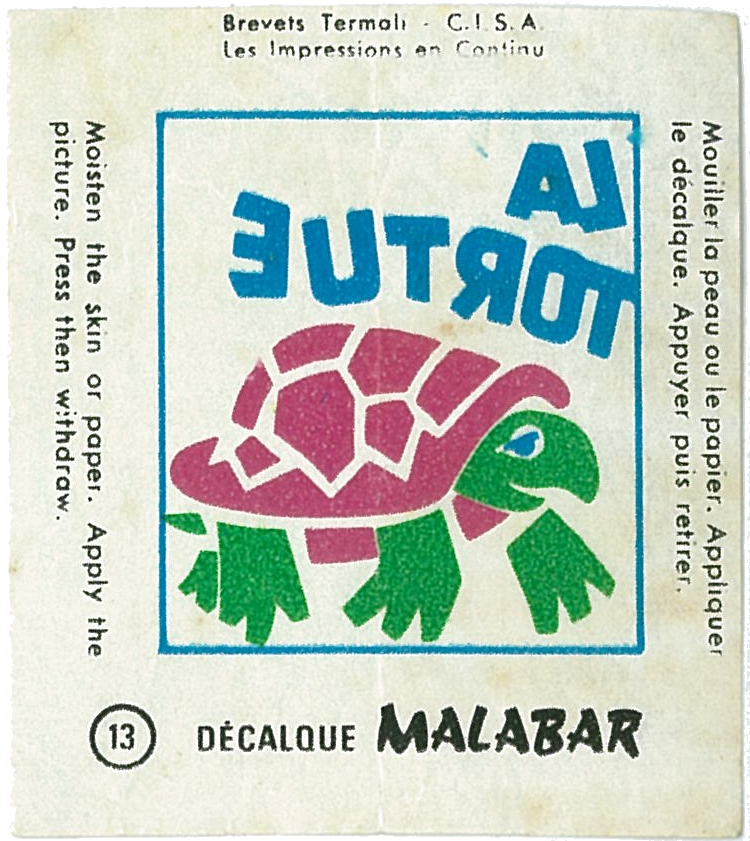 Brevets Termali - C.I.S.A.
Les Impressions en Continu
LA
TORTUE
Moisten the skin or paper. Apply the
picture. Press then withdraw.
Mouiller la peau ou le papier. Appliquer
le décalque. Appuyer puis retirer.
13 DÉCALQUE MALABAR